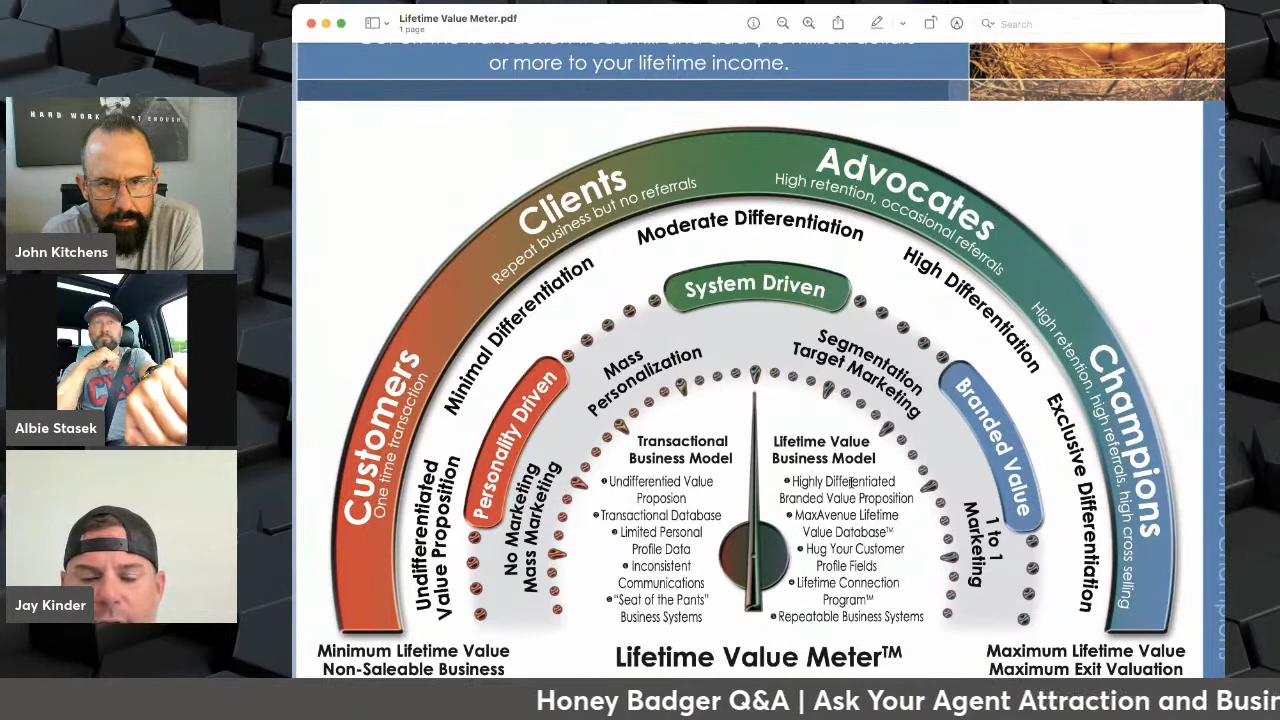 Lifetime Value Meter.pdf
1 page
Search
or more to your lifetime income.
HARD WORK
ENOUGH
John Kitchens
Albie Stasek
Jay Kinder
Customers
One time transaction
Clients
Repeat business but no referrals
Advocates
High retention, occasional referrals
Champions
High retention, high referrals, high cross selling
Undifferentiated
Value Proposition
Minimal Differentiation
Moderate Differentiation
High Differentiation
Exclusive Differentiation
Personality Driven
System Driven
Branded Value
No Marketing
Mass Marketing
Mass
Personalization
Segmentation
Target Marketing
1 to 1
Marketing
Transactional
Business Model
Undifferentied Value
Proposion
Transactional Database
Limited Personal
Profile Data
Inconsistent
Communications
"Seat of the Pants"
Business Systems
Lifetime Value
Business Model
Highly Differentiated
Branded Value Proposition
MaxAvenue Lifetime
Value Database™
Hug Your Customer
Profile Fields
Lifetime Connection
Program™
Repeatable Business Systems
Minimum Lifetime Value
Non-Saleable Business
Lifetime Value Meter™
Maximum Lifetime Value
Maximum Exit Valuation
Honey Badger Q&A | Ask Your Agent Attraction and Busi